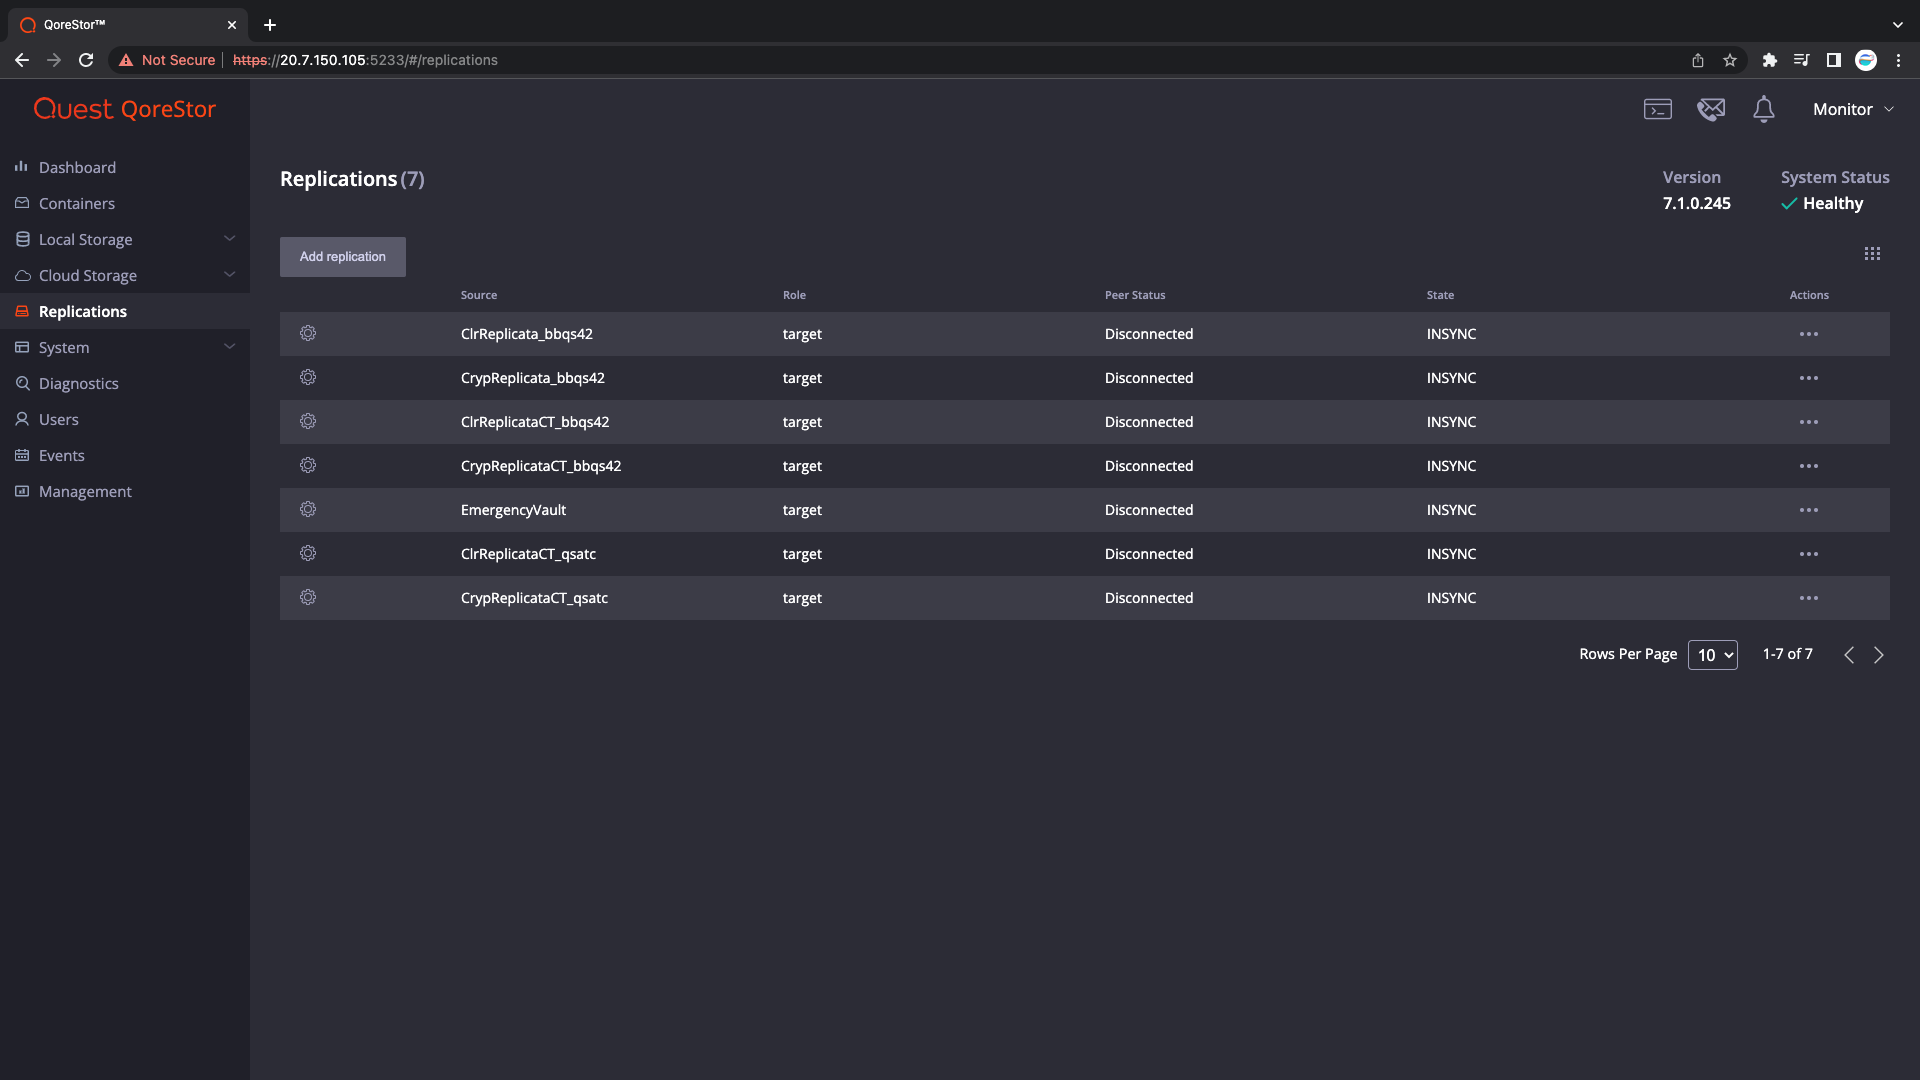 QoreStor™
Not Secure https://20.7.150.105:5233/#/replications
Quest QoreStor
Monitor
Dashboard
Containers
Local Storage
Cloud Storage
Replications
System
Diagnostics
Users
Events
Management
Replications (7)
Version
7.1.0.245
System Status
Healthy
Add replication
Source Role Peer Status State Actions
ClrReplicata_bbqs42 target Disconnected INSYNC
CrypReplicata_bbqs42 target Disconnected INSYNC
ClrReplicataCT_bbqs42 target Disconnected INSYNC
CrypReplicataCT_bbqs42 target Disconnected INSYNC
EmergencyVault target Disconnected INSYNC
ClrReplicataCT_qsatc target Disconnected INSYNC
CrypReplicataCT_qsatc target Disconnected INSYNC
Rows Per Page 10 1-7 of 7